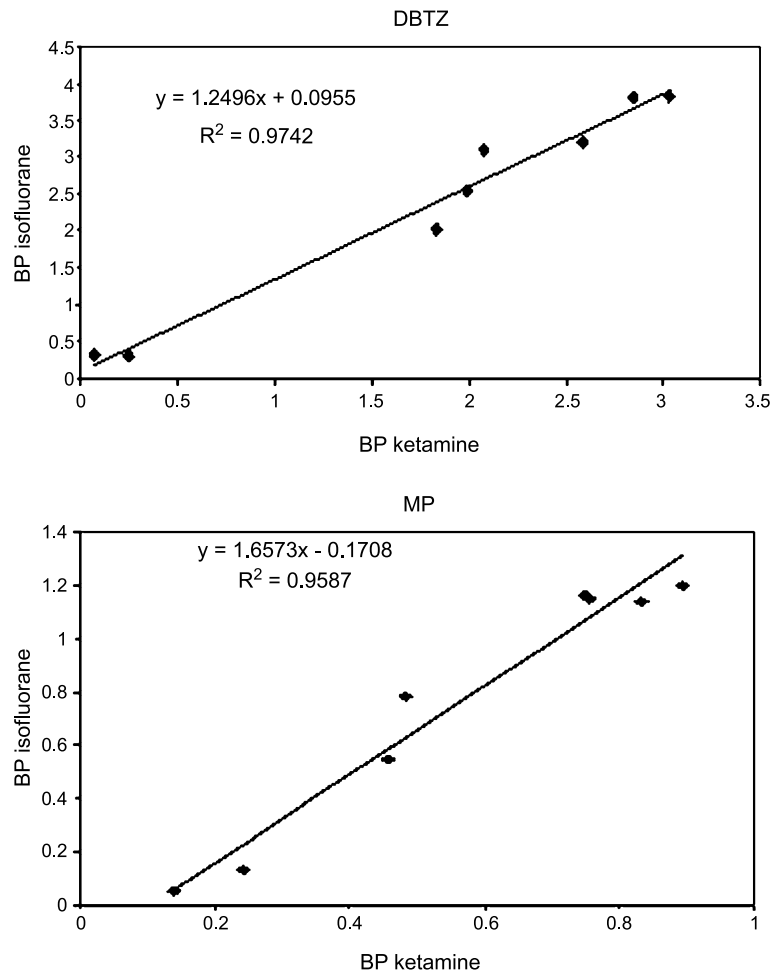 DBTZ
4.5
4
3.5
3
2.5
2
1.5
1
0.5
0
y = 1.2496x + 0.0955
R² = 0.9742
BP isofluorane
0 0.5 1 1.5 2 2.5 3 3.5
BP ketamine
MP
1.4
1.2
1
0.8
0.6
0.4
0.2
0
y = 1.6573x - 0.1708
R² = 0.9587
BP isofluorane
0 0.2 0.4 0.6 0.8 1
BP ketamine